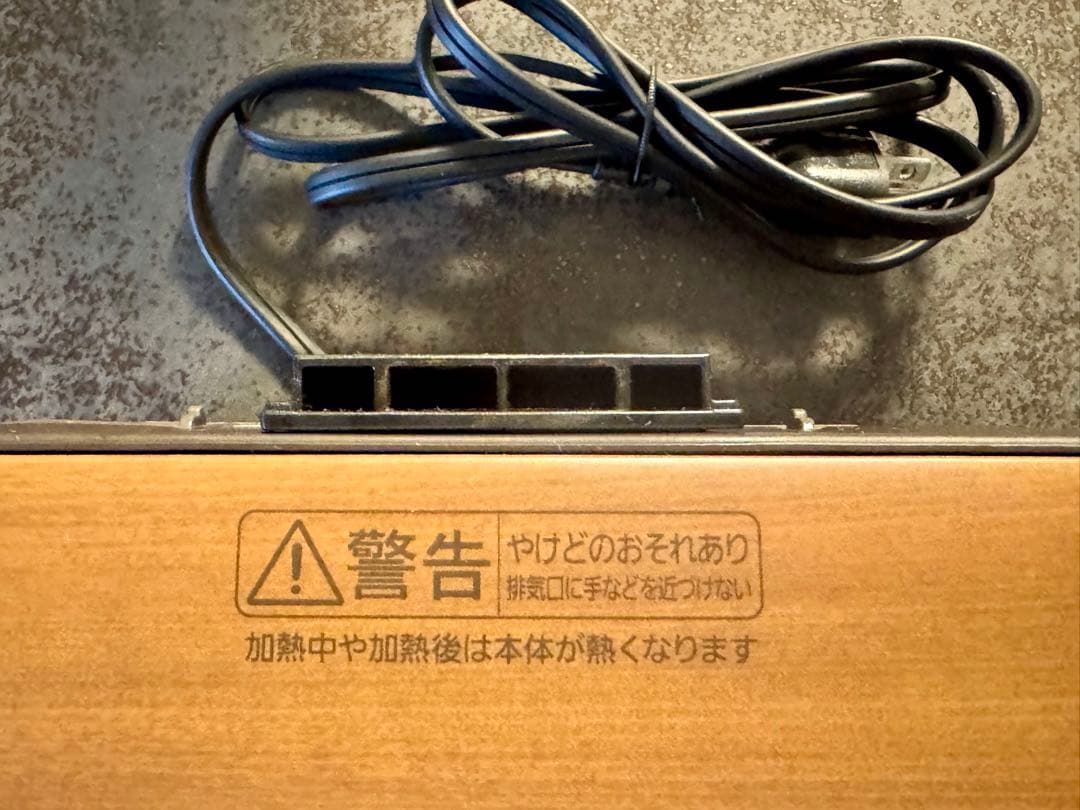 警告
やけどのおそれあり
排気口に手などを近づけない
加熱中や加熱後は本体が熱くなります